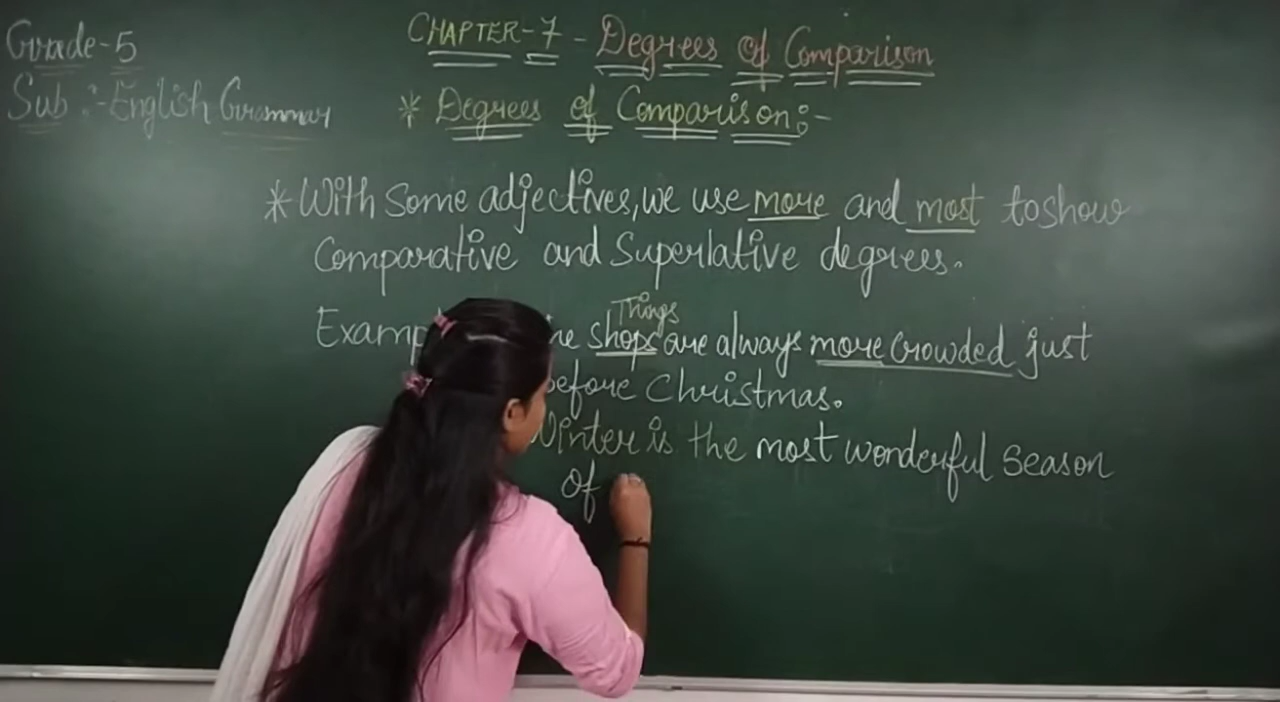 Grade-5
Sub :- English Grammar
CHAPTER-7 - Degrees of Comparison
* Degrees of Comparison:-
* With Some adjectives, we use more and most to show
Comparative and Superlative degrees.
Things
shops are always more crowded just
before Christmas.
Winter is the most wonderful season
of